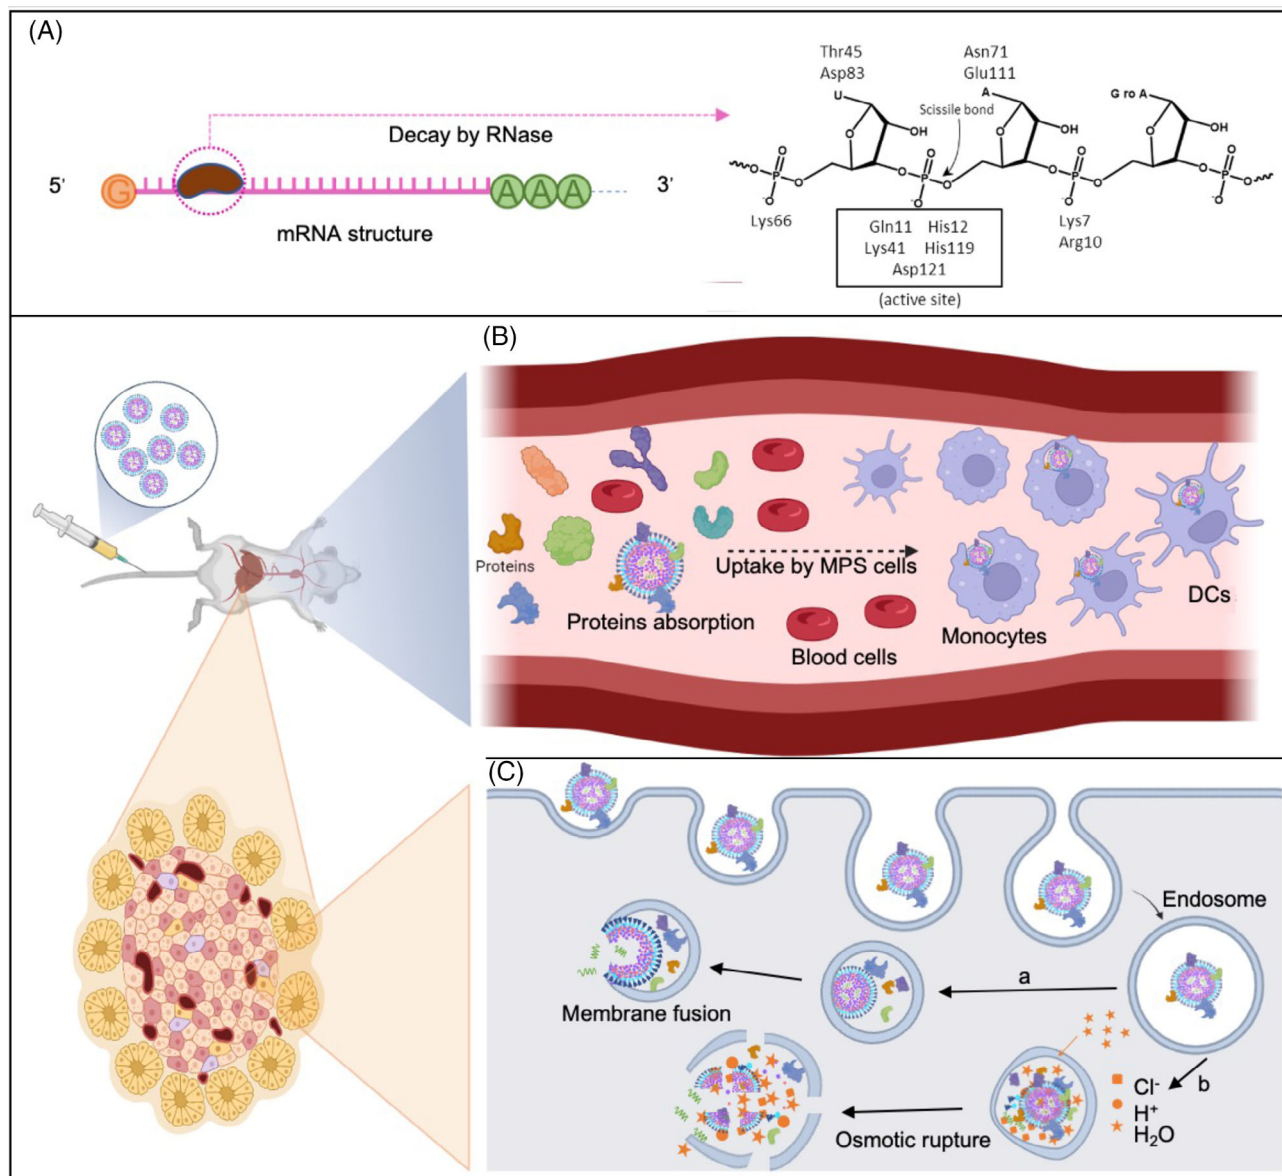 (A)
Thr45
Asp83
Asn71
Glu111
U
A
G ro A
Scissile bond
OH
OH
OH
O
O
O
Decay by RNase
5'
G
A A A
3'
mRNA structure
O
P
O
O
P
O
O
P
O
O
P
O
O-
O-
O-
O-
Lys66
Gln11 His12
Lys41 His119
Asp121
(active site)
Lys7
Arg10
(B)
Proteins
Proteins absorption
Uptake by MPS cells
Blood cells
Monocytes
DCs
(C)
Endosome
a
Membrane fusion
b
Cl-
H+
H2O
Osmotic rupture